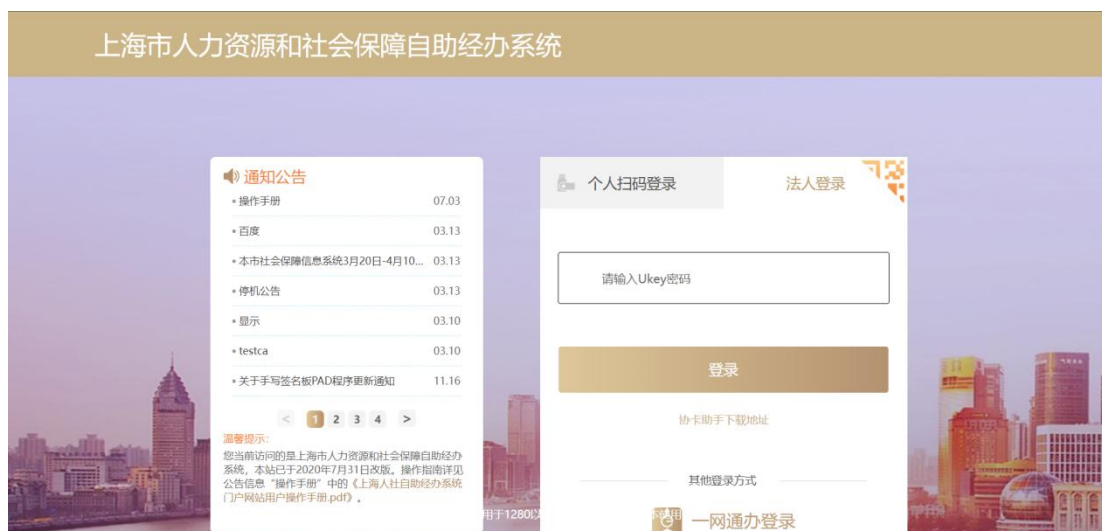 上海市人力资源和社会保障自助经办系统
通知公告
操作手册 07.03
百度 03.13
本市社会保障信息系统3月20日-4月10... 03.13
停机公告 03.13
显示 03.10
testca 03.10
关于手写签名板PAD程序更新通知 11.16
< 1 2 3 4 >
温馨提示:
您当前访问的是上海市人力资源和社会保障自助经办
系统，本站已于2020年7月31日改版。操作指南详见
公告信息“操作手册”中的《上海人社自助经办系统
门户网站用户操作手册.pdf》。
个人扫码登录 法人登录
请输入Ukey密码
登录
协卡助手下载地址
其他登录方式
一网通办登录
用于1280以